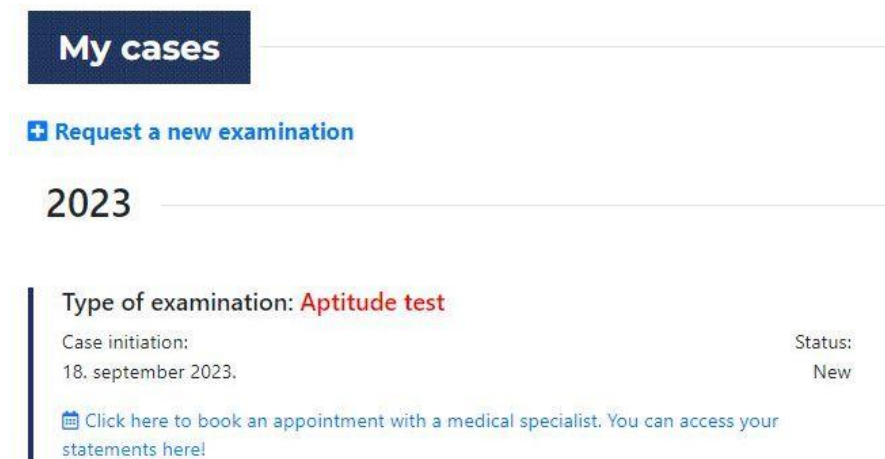 My cases
Request a new examination
2023
Type of examination: Aptitude test
Case initiation:
Status:
18. september 2023.
New
Click here to book an appointment with a medical specialist. You can access your
statements here!